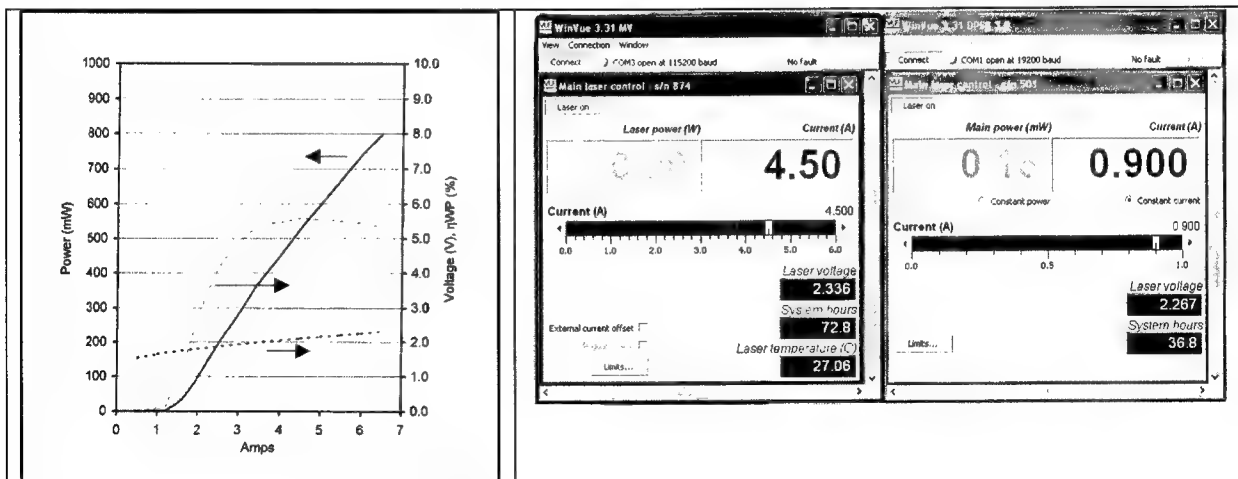 1000
900
800
700
600
500
400
300
200
100
0
Power (mW)
10.0
9.0
8.0
7.0
6.0
5.0
4.0
3.0
2.0
1.0
0.0
Voltage (V), ηWP (%)
0 1 2 3 4 5 6 7
Amps
WinVue 3.31 MV
View Connection Window
Connect COM3 open at 115200 baud No fault
Main laser control : s/n 874
Laser on
Laser power (W) Current (A)
4.50
Current (A) 4.500
0.0 1.0 2.0 3.0 4.0 5.0 6.0
Laser voltage
2.336
System hours
72.8
External current offset
Laser temperature (C)
Limits...
27.06
3.31
Connect COM1 open at 19200 baud No fault
Main laser control s/n
Laser on
Main power (mW) Current (A)
0.900
Constant power Constant current
Current (A) 0.900
0.0 0.5 1.0
Laser voltage
2.267
System hours
Limits...
36.8